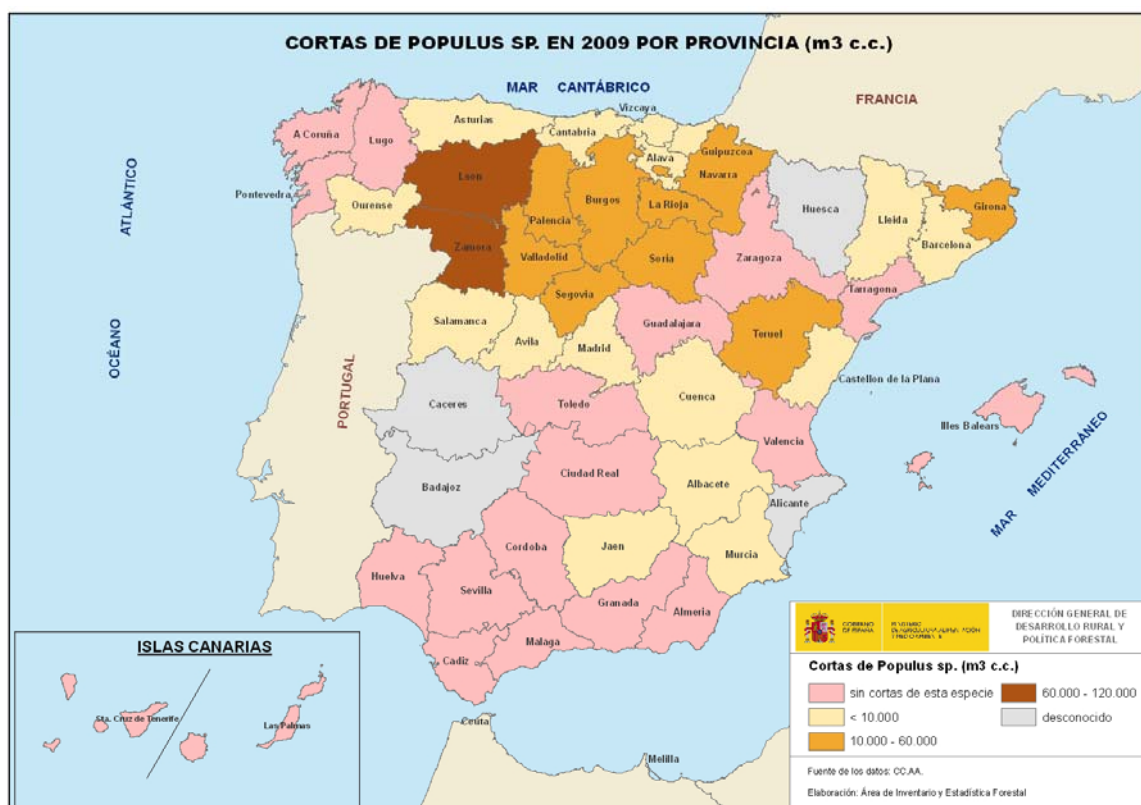 CORTAS DE POPULUS SP. EN 2009 POR PROVINCIA (m3 c.c.)
MAR CANTÁBRICO
FRANCIA
OCÉANO ATLÁNTICO
PORTUGAL
MAR MEDITERRÀNEO
A Coruña
Lugo
Asturias
Cantabria
Vizcaya
Guipuzcoa
Alava
Navarra
Pontevedra
Ourense
Leon
Palencia
Burgos
La Rioja
Huesca
Lleida
Girona
Barcelona
Zamora
Valladolid
Soria
Zaragoza
Tarragona
Segovia
Salamanca
Avila
Madrid
Guadalajara
Teruel
Castellon de la Plana
Caceres
Toledo
Cuenca
Valencia
Illes Balears
Badajoz
Ciudad Real
Albacete
Alicante
Cordoba
Jaen
Murcia
Huelva
Sevilla
Granada
Almeria
Malaga
Cadiz
Ceuta
Melilla
ISLAS CANARIAS
Sta. Cruz de Tenerife
Las Palmas
GOBIERNO
DE ESPAÑA
DIRECCIÓN GENERAL DE
DESARROLLO RURAL Y
POLÍTICA FORESTAL
Cortas de Populus sp. (m3 c.c.)
sin cortas de esta especie
< 10.000
10.000 - 60.000
60.000 - 120.000
desconocido
Fuente de los datos: CC.AA.
Elaboración: Área de Inventario y Estadística Forestal